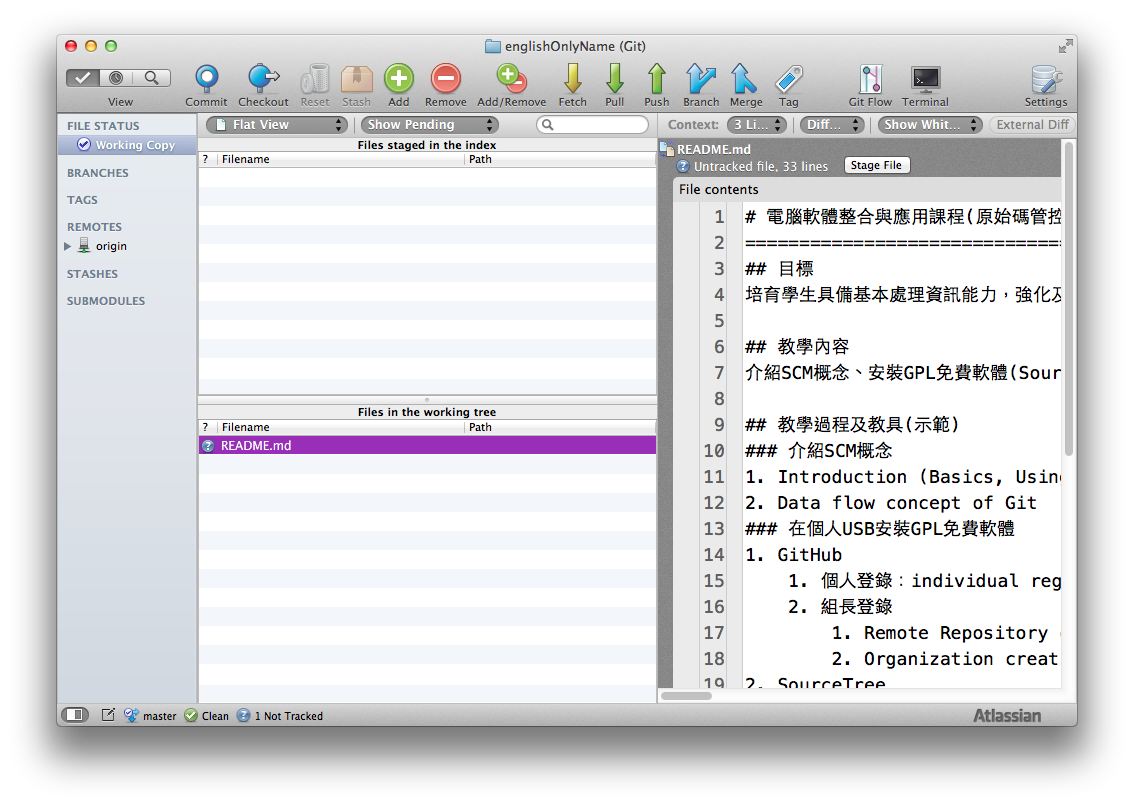 englishOnlyName (Git)
View Commit Checkout Reset Stash Add Remove Add/Remove Fetch Pull Push Branch Merge Tag Git Flow Terminal Settings
FILE STATUS
Working Copy
BRANCHES
TAGS
REMOTES
origin
STASHES
SUBMODULES
Flat View Show Pending
Files staged in the index
? Filename Path
Files in the working tree
? Filename Path
README.md
Context: 3 Li... Diff... Show Whit... External Diff
README.md
Untracked file, 33 lines Stage File
File contents
1 # 電腦軟體整合與應用課程(原始碼管控
2 =============================
3 ## 目標
4 培育學生具備基本處理資訊能力，強化及
5
6 ## 教學內容
7 介紹SCM概念、安裝GPL免費軟體(Sour
8
9 ## 教學過程及教具(示範)
10 ### 介紹SCM概念
11 1. Introduction (Basics, Using
12 2. Data flow concept of Git
13 ### 在個人USB安裝GPL免費軟體
14 1. GitHub
15 1. 個人登錄：individual reg
16 2. 組長登錄
17 1. Remote Repository
18 2. Organization creat
19 2. SourceTree
master Clean 1 Not Tracked
Atlassian